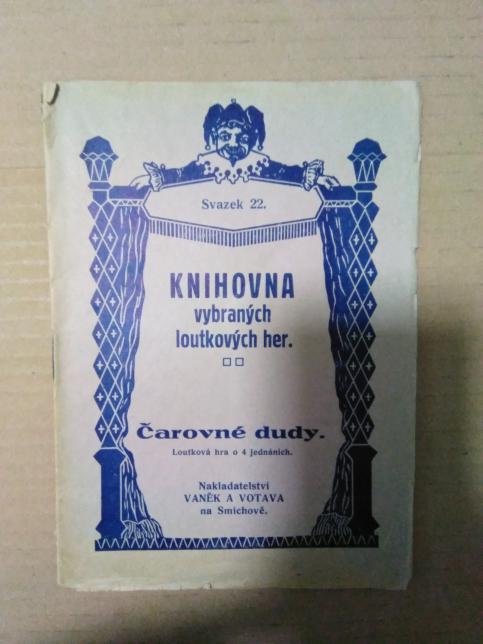 Svazek 22.
KNIHOVNA
vybraných
loutkových her.
Čarovné dudy.
Loutková hra o 4 jednáních.
Nakladatelství
VANĚK A VOTAVA
na Smíchově.